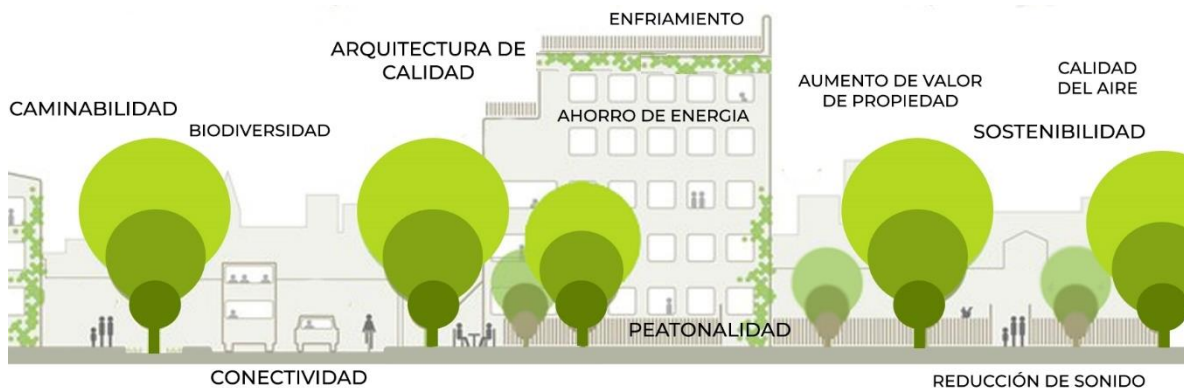 ENFRIAMIENTO
ARQUITECTURA DE
CALIDAD
CALIDAD
DEL AIRE
AUMENTO DE VALOR
DE PROPIEDAD
CAMINABILIDAD
BIODIVERSIDAD
AHORRO DE ENERGIA
SOSTENIBILIDAD
PEATONALIDAD
CONECTIVIDAD
REDUCCIÓN DE SONIDO